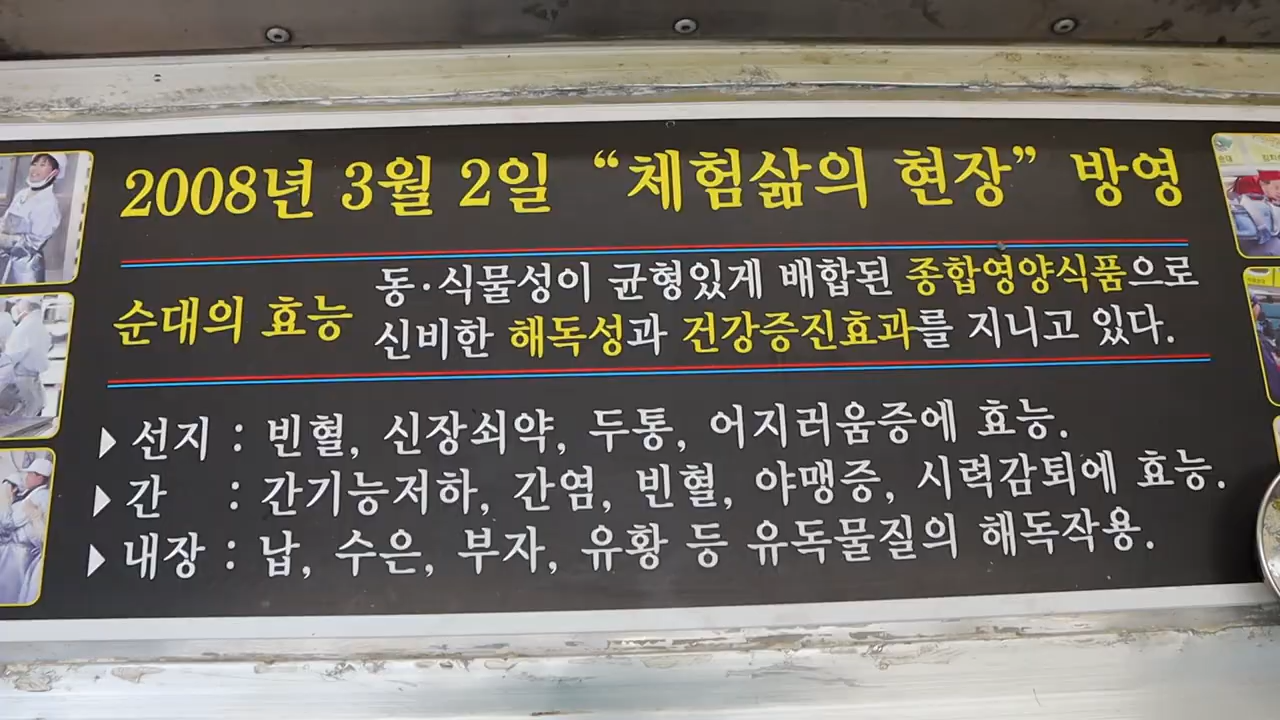 2008년 3월 2일 “체험삶의 현장” 방영
순대의 효능
동·식물성이 균형있게 배합된 종합영양식품으로
신비한 해독성과 건강증진효과를 지니고 있다.
▶ 선지 : 빈혈, 신장쇠약, 두통, 어지러움증에 효능.
▶ 간 : 간기능저하, 간염, 빈혈, 야맹증, 시력감퇴에 효능.
▶ 내장 : 납, 수은, 부자, 유황 등 유독물질의 해독작용.